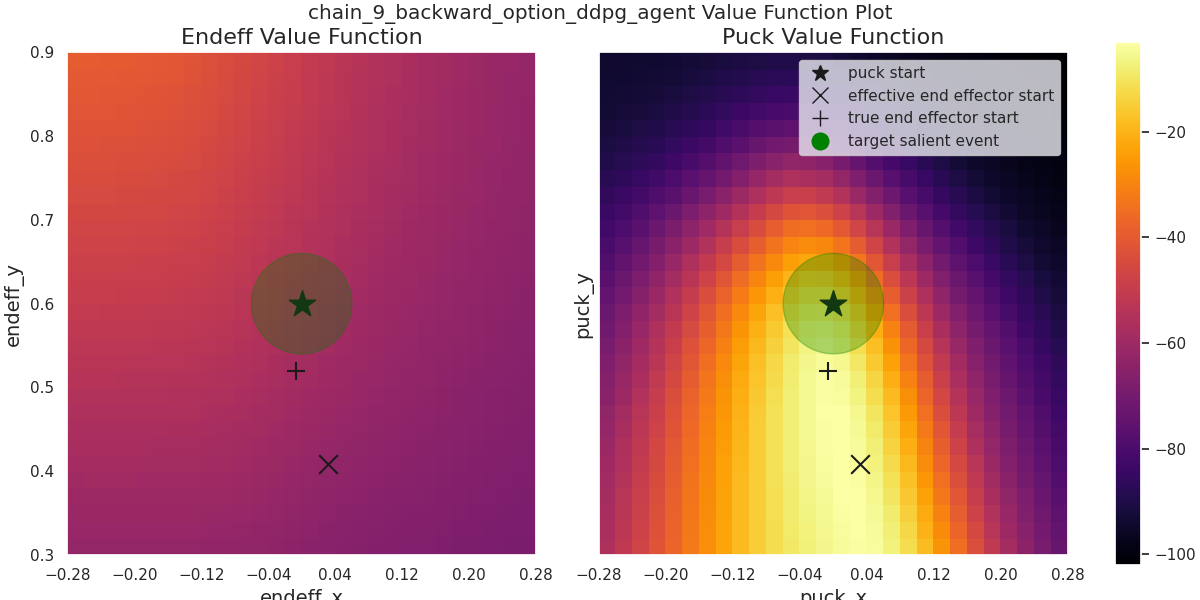 chain_9_backward_option_ddpg_agent Value Function Plot
Endeff Value Function
Puck Value Function
endeff_y
0.9
0.8
0.7
0.6
0.5
0.4
0.3
−0.28 −0.20 −0.12 −0.04 0.04 0.12 0.20 0.28
endeff_x
puck_y
puck start
effective end effector start
true end effector start
target salient event
−0.28 −0.20 −0.12 −0.04 0.04 0.12 0.20 0.28
puck_x
−20
−40
−60
−80
−100